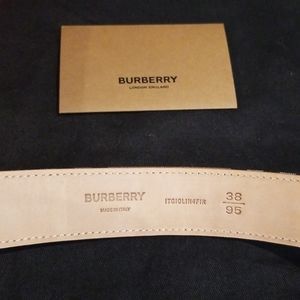 BURBERRY
LONDON ENGLAND
BURBERRY
MADE IN ITALY
38
95